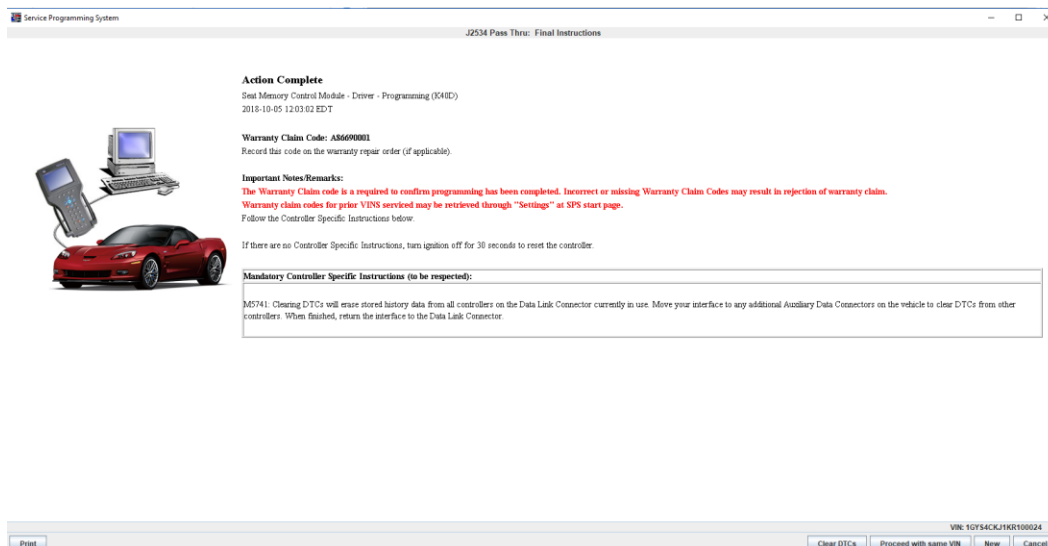 Service Programming System
J2534 Pass Thru: Final Instructions
Action Complete
Seat Memory Control Module - Driver - Programming (K40D)
2018-10-05 12:03:02 EDT
Warranty Claim Code: A86690001
Record this code on the warranty repair order (if applicable).
Important Notes/Remarks:
The Warranty Claim code is a required to confirm programming has been completed. Incorrect or missing Warranty Claim Codes may result in rejection of warranty claim.
Warranty claim codes for prior VINS serviced may be retrieved through "Settings" at SPS start page.
Follow the Controller Specific Instructions below.
If there are no Controller Specific Instructions, turn ignition off for 30 seconds to reset the controller.
Mandatory Controller Specific Instructions (to be respected):
M5741: Clearing DTCs will erase stored history data from all controllers on the Data Link Connector currently in use. Move your interface to any additional Auxiliary Data Connectors on the vehicle to clear DTCs from other
controllers. When finished, return the interface to the Data Link Connector.
VIN: 1GYS4CKJ1KR100024
Print Clear DTCs Proceed with same VIN New Cancel